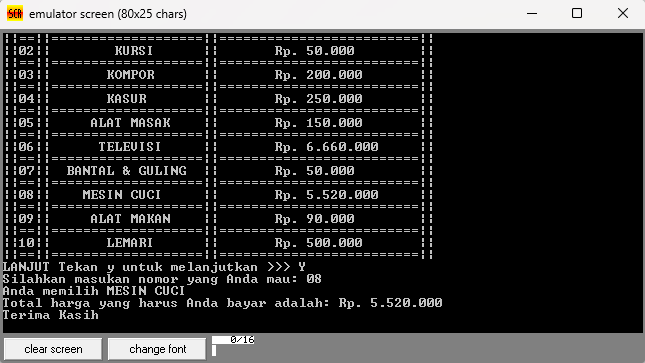 emulator screen (80x25 chars)
¦¦==¦¦===================¦¦=========================¦¦
¦¦02¦¦ KURSI ¦¦ Rp. 50.000 ¦¦
¦¦==¦¦===================¦¦=========================¦¦
¦¦03¦¦ KOMPOR ¦¦ Rp. 200.000 ¦¦
¦¦==¦¦===================¦¦=========================¦¦
¦¦04¦¦ KASUR ¦¦ Rp. 250.000 ¦¦
¦¦==¦¦===================¦¦=========================¦¦
¦¦05¦¦ ALAT MASAK ¦¦ Rp. 150.000 ¦¦
¦¦==¦¦===================¦¦=========================¦¦
¦¦06¦¦ TELEVISI ¦¦ Rp. 6.660.000 ¦¦
¦¦==¦¦===================¦¦=========================¦¦
¦¦07¦¦ BANTAL & GULING ¦¦ Rp. 50.000 ¦¦
¦¦==¦¦===================¦¦=========================¦¦
¦¦08¦¦ MESIN CUCI ¦¦ Rp. 5.520.000 ¦¦
¦¦==¦¦===================¦¦=========================¦¦
¦¦09¦¦ ALAT MAKAN ¦¦ Rp. 90.000 ¦¦
¦¦==¦¦===================¦¦=========================¦¦
¦¦10¦¦ LEMARI ¦¦ Rp. 500.000 ¦¦
¦¦==¦¦===================¦¦=========================¦¦
LANJUT Tekan y untuk melanjutkan >>> Y
Silahkan masukan nomor yang Anda mau: 08
Anda memilih MESIN CUCI
Total harga yang harus Anda bayar adalah: Rp. 5.520.000
Terima Kasih
clear screen change font 0/16